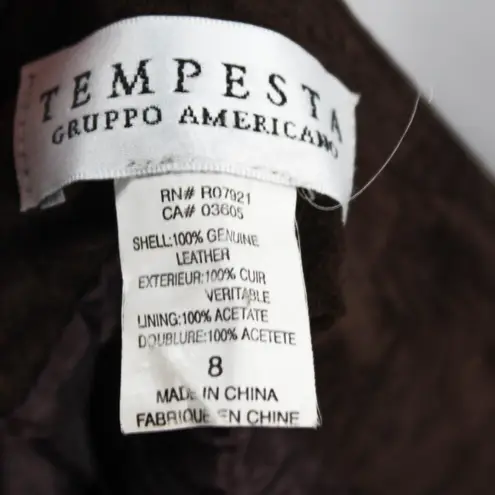 TEMPESTA
GRUPPO AMERICANO
RN# R07921
CA# 03605
SHELL:100% GENUINE
LEATHER
EXTERIEUR:100% CUIR
VERITABLE
LINING:100% ACETATE
DOUBLURE:100% ACETETE
8
MADE IN CHINA
FABRIQUE EN CHINE